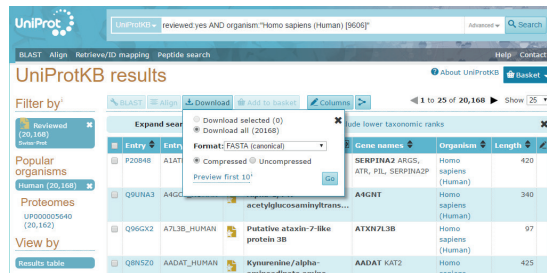 UniProt
UniProtKB
reviewed:yes AND organism:"Homo sapiens (Human) [9606]"
Advanced
Search
BLAST Align Retrieve/ID mapping Peptide search
Help Contact
UniProtKB results
About UniProtKB
Basket
Filter by
BLAST
Align
Download
Add to basket
Columns
1 to 25 of 20,168
Show 25
Reviewed
(20,168)
Swiss-Prot
Popular
organisms
Human (20,168)
Proteomes
UP000005640
(20,162)
View by
Results table
Download selected (0)
Download all (20168)
Format: FASTA (canonical)
Compressed Uncompressed
Preview first 10
Go
Expand sear
ude lower taxonomic ranks
Entry
Entry
Gene names
Organism
Length
P20848
A1AT
SERPINA2 ARGS,
ATR, PIL, SERPINA2P
Homo
sapiens
(Human)
420
Q9UNA3
A4GC
acetylglucosaminyltrans...
A4GNT
Homo
sapiens
(Human)
340
Q96GX2
A7L3B_HUMAN
Putative ataxin-7-like
protein 3B
ATXN7L3B
Homo
sapiens
(Human)
97
Q8N5Z0
AADAT_HUMAN
Kynurenine/alpha-
AADAT KAT2
Homo
sapiens
425